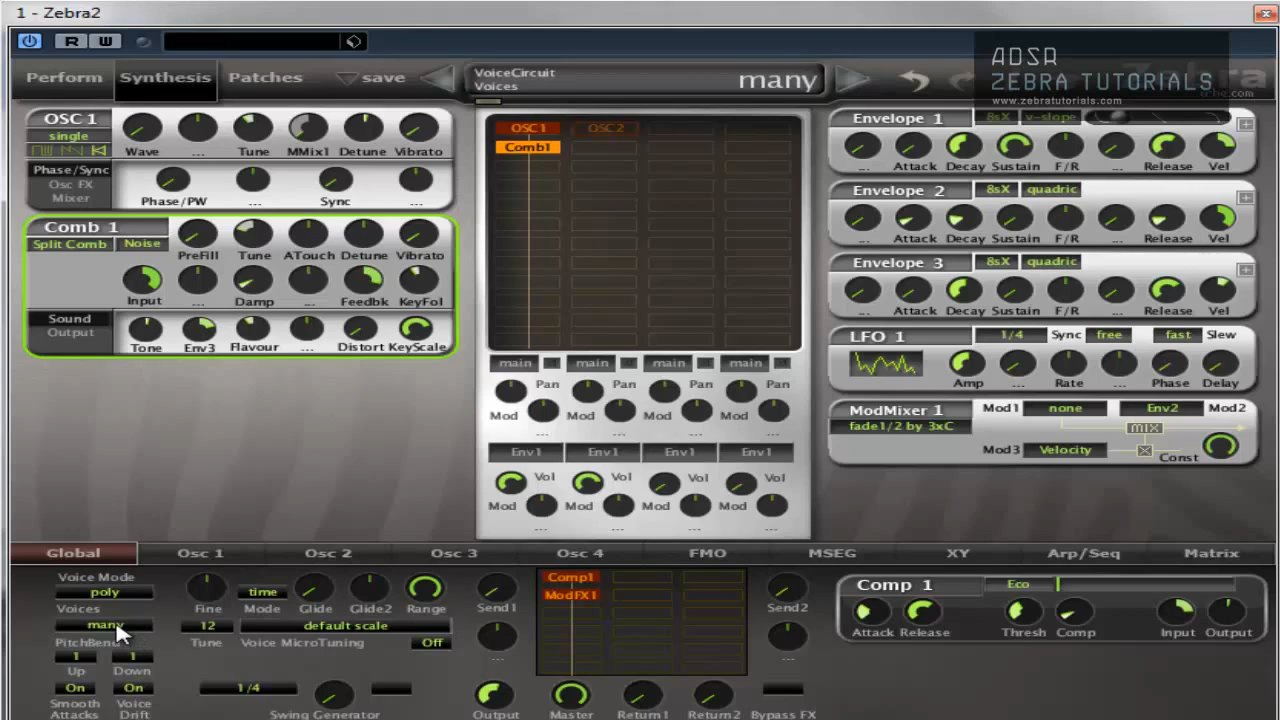 1 - Zebra2
R W
ADSR
ZEBRA TUTORIALS
www.zebratutorials.com
Perform Synthesis Patches save
VoiceCircuit
Voices
many
OSC 1
single
Wave ... Tune MMix1 Detune Vibrato
Phase/Sync
Osc FX
Mixer
Phase/PW ... Sync ...
Comb 1
Split Comb Noise
PreFill Tune ATouch Detune Vibrato
Input ... Damp ... Feedbk KeyFol
Sound
Output
Tone Env3 Flavour ... Distort KeyScale
OSC1 OSC2
Comb1
main main main main
Pan Pan Pan Pan
Mod Mod Mod Mod
... ... ... ...
Env1 Env1 Env1 Env1
Vol Vol Vol Vol
Mod Mod Mod Mod
... ... ... ...
Envelope 1 8sX v-slope
... Attack Decay Sustain F/R ... Release Vel
Envelope 2 8sX quadric
... Attack Decay Sustain F/R ... Release Vel
Envelope 3 8sX quadric
... Attack Decay Sustain F/R ... Release Vel
LFO 1 1/4 Sync free fast Slew
Amp ... Rate ... Phase Delay
ModMixer 1 Mod1 none Env2 Mod2
fade1/2 by 3xC mix
Mod3 Velocity Const
Global Osc 1 Osc 2 Osc 3 Osc 4 FMO MSEG XY Arp/Seq Matrix
Voice Mode
poly
Voices
many
PitchBend
1 1
Up Down
On On
Smooth Attacks
Voice Drift
time
Fine Mode Glide Glide2 Range
12 default scale
Tune Voice MicroTuning Off
1/4
Swing Generator
Send1
...
Output
Comp1
ModFX1
Master Return1 Return2 Bypass FX
Send2
...
Comp 1 Eco
Attack Release Thresh Comp Input Output